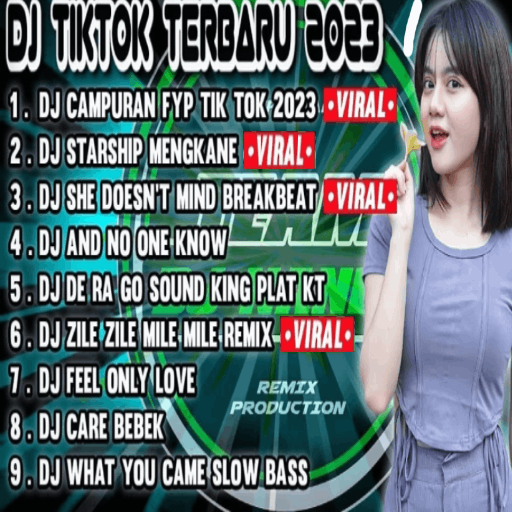 DJ TIKTOK TERBARU 2023
1. DJ CAMPURAN FYP TIK TOK 2023 •VIRAL•
2. DJ STARSHIP MENGKANE •VIRAL•
3. DJ SHE DOESN'T MIND BREAKBEAT •VIRAL•
TEAM
4. DJ AND NO ONE KNOW
5. DJ DE RA GO SOUND KING PLAT KT
6. DJ ZILE ZILE MILE MILE REMIX •VIRAL•
7. DJ FEEL ONLY LOVE
REMIX
PRODUCTION
8. DJ CARE BEBEK
9. DJ WHAT YOU CAME SLOW BASS